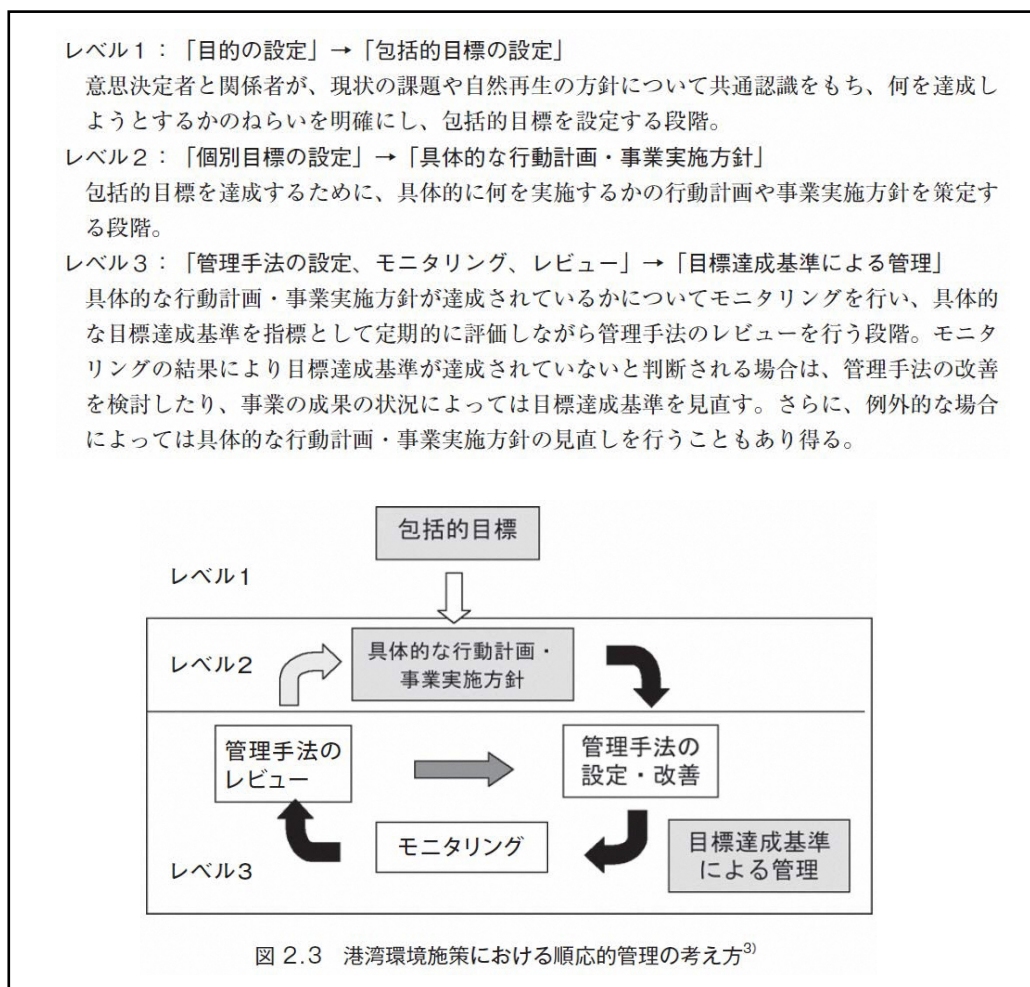 レベル1：「目的の設定」→「包括的目標の設定」
意思決定者と関係者が、現状の課題や自然再生の方針について共通認識をもち、何を達成し
ようとするかのねらいを明確にし、包括的目標を設定する段階。
レベル2：「個別目標の設定」→「具体的な行動計画・事業実施方針」
包括的目標を達成するために、具体的に何を実施するかの行動計画や事業実施方針を策定す
る段階。
レベル3：「管理手法の設定、モニタリング、レビュー」→「目標達成基準による管理」
具体的な行動計画・事業実施方針が達成されているかについてモニタリングを行い、具体的
な目標達成基準を指標として定期的に評価しながら管理手法のレビューを行う段階。モニタ
リングの結果により目標達成基準が達成されていないと判断される場合は、管理手法の改善
を検討したり、事業の成果の状況によっては目標達成基準を見直す。さらに、例外的な場合
によっては具体的な行動計画・事業実施方針の見直しを行うこともあり得る。
包括的目標
レベル1
レベル2
具体的な行動計画・
事業実施方針
管理手法の
レビュー
管理手法の
設定・改善
モニタリング
目標達成基準
による管理
レベル3
図 2.3 港湾環境施策における順応的管理の考え方3)